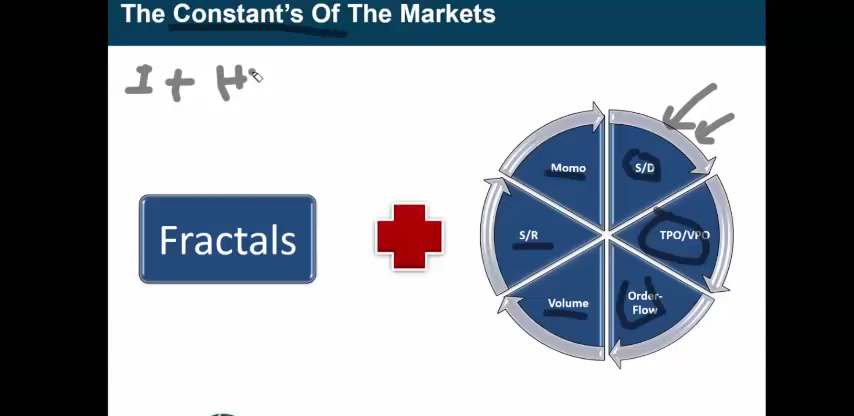 The Constant's Of The Markets
I + H
Fractals
Momo
S/D
S/R
TPO/VPO
Volume
Order-
Flow